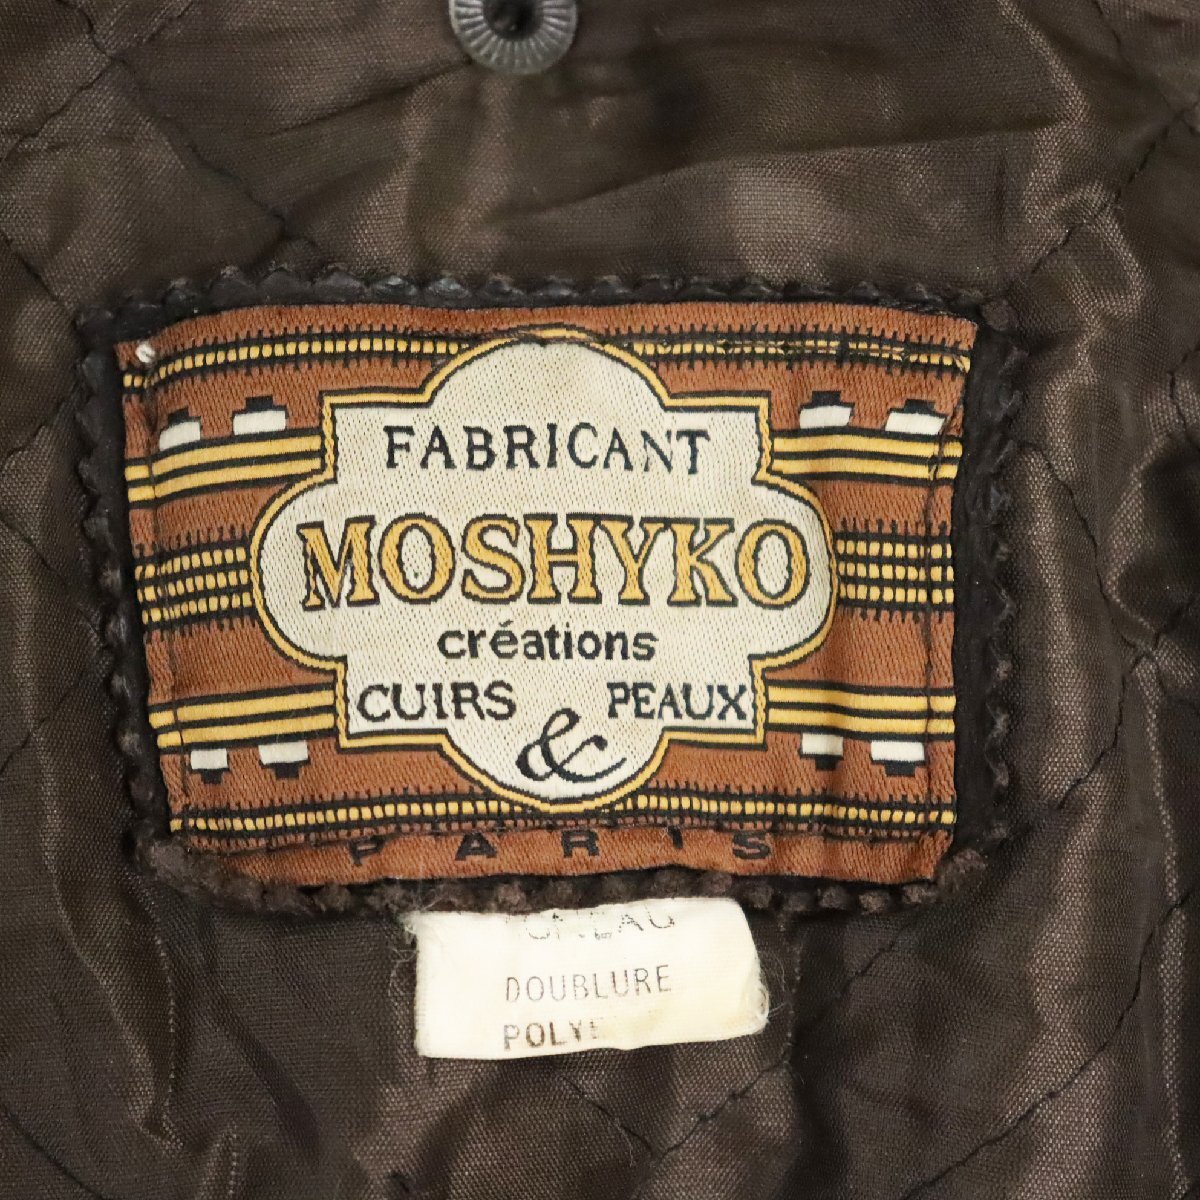 FABRICANT
MOSHYKO
créations
CUIRS & PEAUX
PARIS
DOUBLURE